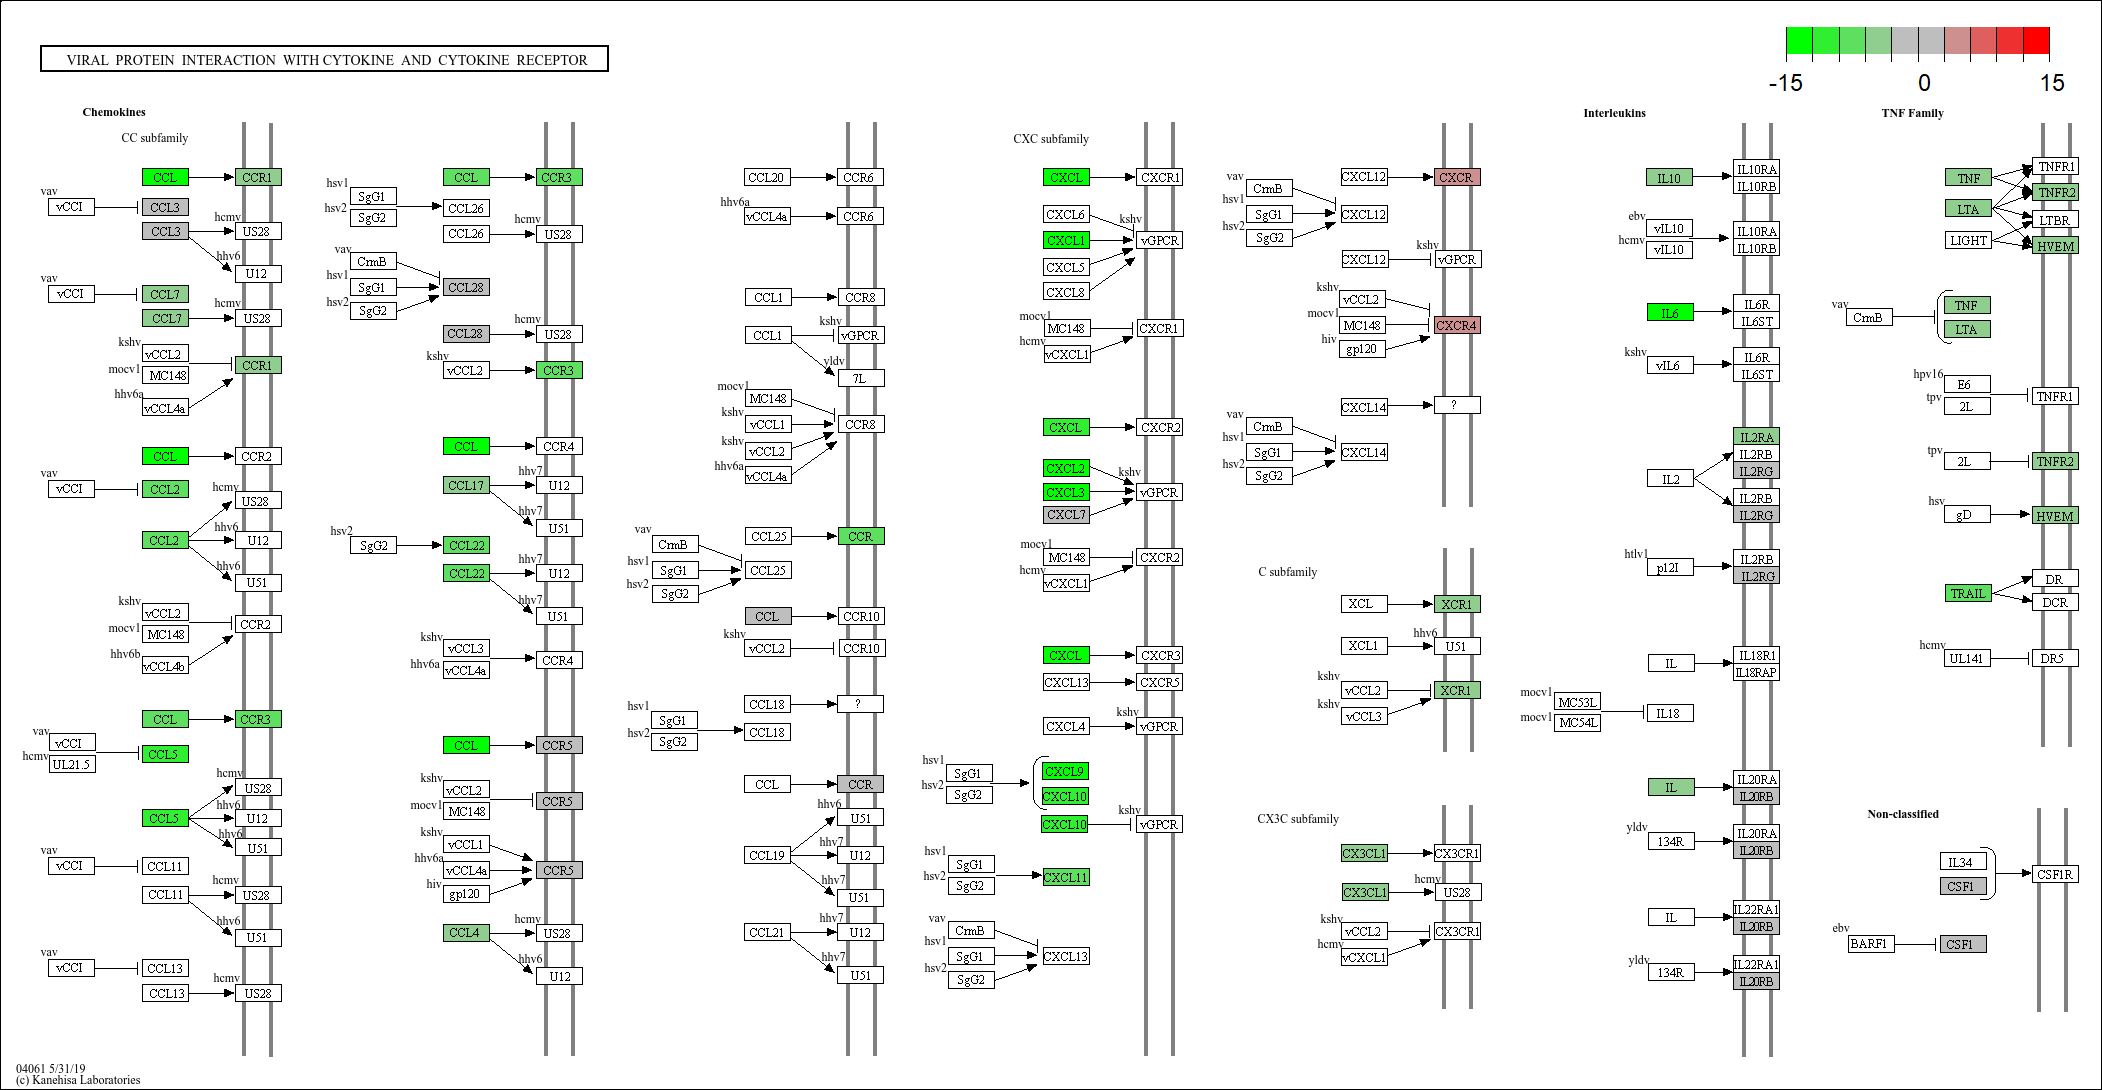 VIRAL PROTEIN INTERACTION WITH CYTOKINE AND CYTOKINE RECEPTOR
-15 0 15
Chemokines
CC subfamily
CCL CCR1
vav
vCCI CCL3
hcmv
CCL3 US28
hhv6
U12
vav
vCCI CCL7
hcmv
CCL7 US28
kshv
vCCL2
CCR1
mocv1
MC148
hhv6a
vCCL4a
CCL CCR2
vav
vCCI CCL2
hcmv
US28
hhv6
CCL2 U12
hhv6
U51
kshv
vCCL2
CCR2
mocv1
MC148
hhv6b
vCCL4b
CCL CCR3
vav
vCCI
CCL5
hcmv
UL21.5
hcmv
US28
hhv6
CCL5 U12
hhv6
U51
vav
vCCI CCL11
hcmv
CCL11 US28
hhv6
U51
vav
vCCI CCL13
hcmv
CCL13 US28
CCL CCR3
hsv1
SgG1
CCL26
hsv2
SgG2
hcmv
CCL26 US28
vav
CrmB
hsv1
SgG1 CCL28
hsv2
SgG2
hcmv
CCL28 US28
kshv
vCCL2 CCR3
CCL CCR4
hhv7
CCL17 U12
hhv7
U51
hsv2
SgG2 CCL22
hhv7
CCL22 U12
hhv7
U51
kshv
vCCL3
CCR4
hhv6a
vCCL4a
CCL CCR5
kshv
vCCL2
CCR5
mocv1
MC148
kshv
vCCL1
hhv6a
vCCL4a CCR5
hiv
gp120
hcmv
CCL4 US28
hhv6
U12
CCL20 CCR6
hhv6a
vCCL4a CCR6
CCL1 CCR8
kshv
CCL1 vGPCR
yldv
7L
mocv1
MC148
kshv
vCCL1 CCR8
kshv
vCCL2
hhv6a
vCCL4a
CCL25 CCR
vav
CrmB
hsv1
SgG1 CCL25
hsv2
SgG2
CCL CCR10
kshv
vCCL2 CCR10
CCL18 ?
hsv1
SgG1
CCL18
hsv2
SgG2
CCL CCR
hhv6
U51
hhv7
CCL19 U12
hhv7
U51
hhv7
CCL21 U12
hhv7
U51
CXC subfamily
CXCL CXCR1
CXCL6
kshv
CXCL1 vGPCR
CXCL5
CXCL8
mocv1
MC148 CXCR1
hcmv
vCXCL1
CXCL CXCR2
CXCL2
kshv
CXCL3 vGPCR
CXCL7
mocv1
MC148 CXCR2
hcmv
vCXCL1
CXCL CXCR3
CXCL13 CXCR5
kshv
CXCL4 vGPCR
hsv1
SgG1 CXCL9
hsv2
SgG2 CXCL10
kshv
CXCL10 vGPCR
hsv1
SgG1
CXCL11
hsv2
SgG2
vav
CrmB
hsv1
SgG1 CXCL13
hsv2
SgG2
CXCL12 CXCR
vav
CrmB
hsv1
SgG1 CXCL12
hsv2
SgG2
kshv
CXCL12 vGPCR
kshv
vCCL2
mocv1
MC148 CXCR4
hiv
gp120
CXCL14 ?
vav
CrmB
hsv1
SgG1 CXCL14
hsv2
SgG2
C subfamily
XCL XCR1
hhv6
XCL1 U51
kshv
vCCL2 XCR1
kshv
vCCL3
CX3C subfamily
CX3CL1 CX3CR1
hcmv
CX3CL1 US28
kshv
vCCL2 CX3CR1
hcmv
vCXCL1
Interleukins
IL10 IL10RA
IL10RB
ebv
vIL10 IL10RA
hcmv
vIL10 IL10RB
IL6 IL6R
IL6ST
kshv
vIL6 IL6R
IL6ST
IL2RA
IL2RB
IL2RG
IL2
IL2RB
IL2RG
htlv1
p12I IL2RB
IL2RG
IL IL18R1
IL18RAP
mocv1
MC53L
IL18
mocv1
MC54L
IL IL20RA
IL20RB
yldv
134R IL20RA
IL20RB
IL IL22RA1
IL20RB
yldv
134R IL22RA1
IL20RB
TNF Family
TNFR1
TNF
TNFR2
LTA
LTBR
LIGHT
HVEM
vav
CrmB TNF
LTA
hpv16
E6
TNFR1
tpv
2L
tpv
2L TNFR2
hsv
gD HVEM
DR
TRAIL
DCR
hcmv
UL141 DR5
Non-classified
IL34
CSF1R
CSF1
ebv
BARF1 CSF1
04061 5/31/19
(c) Kanehisa Laboratories